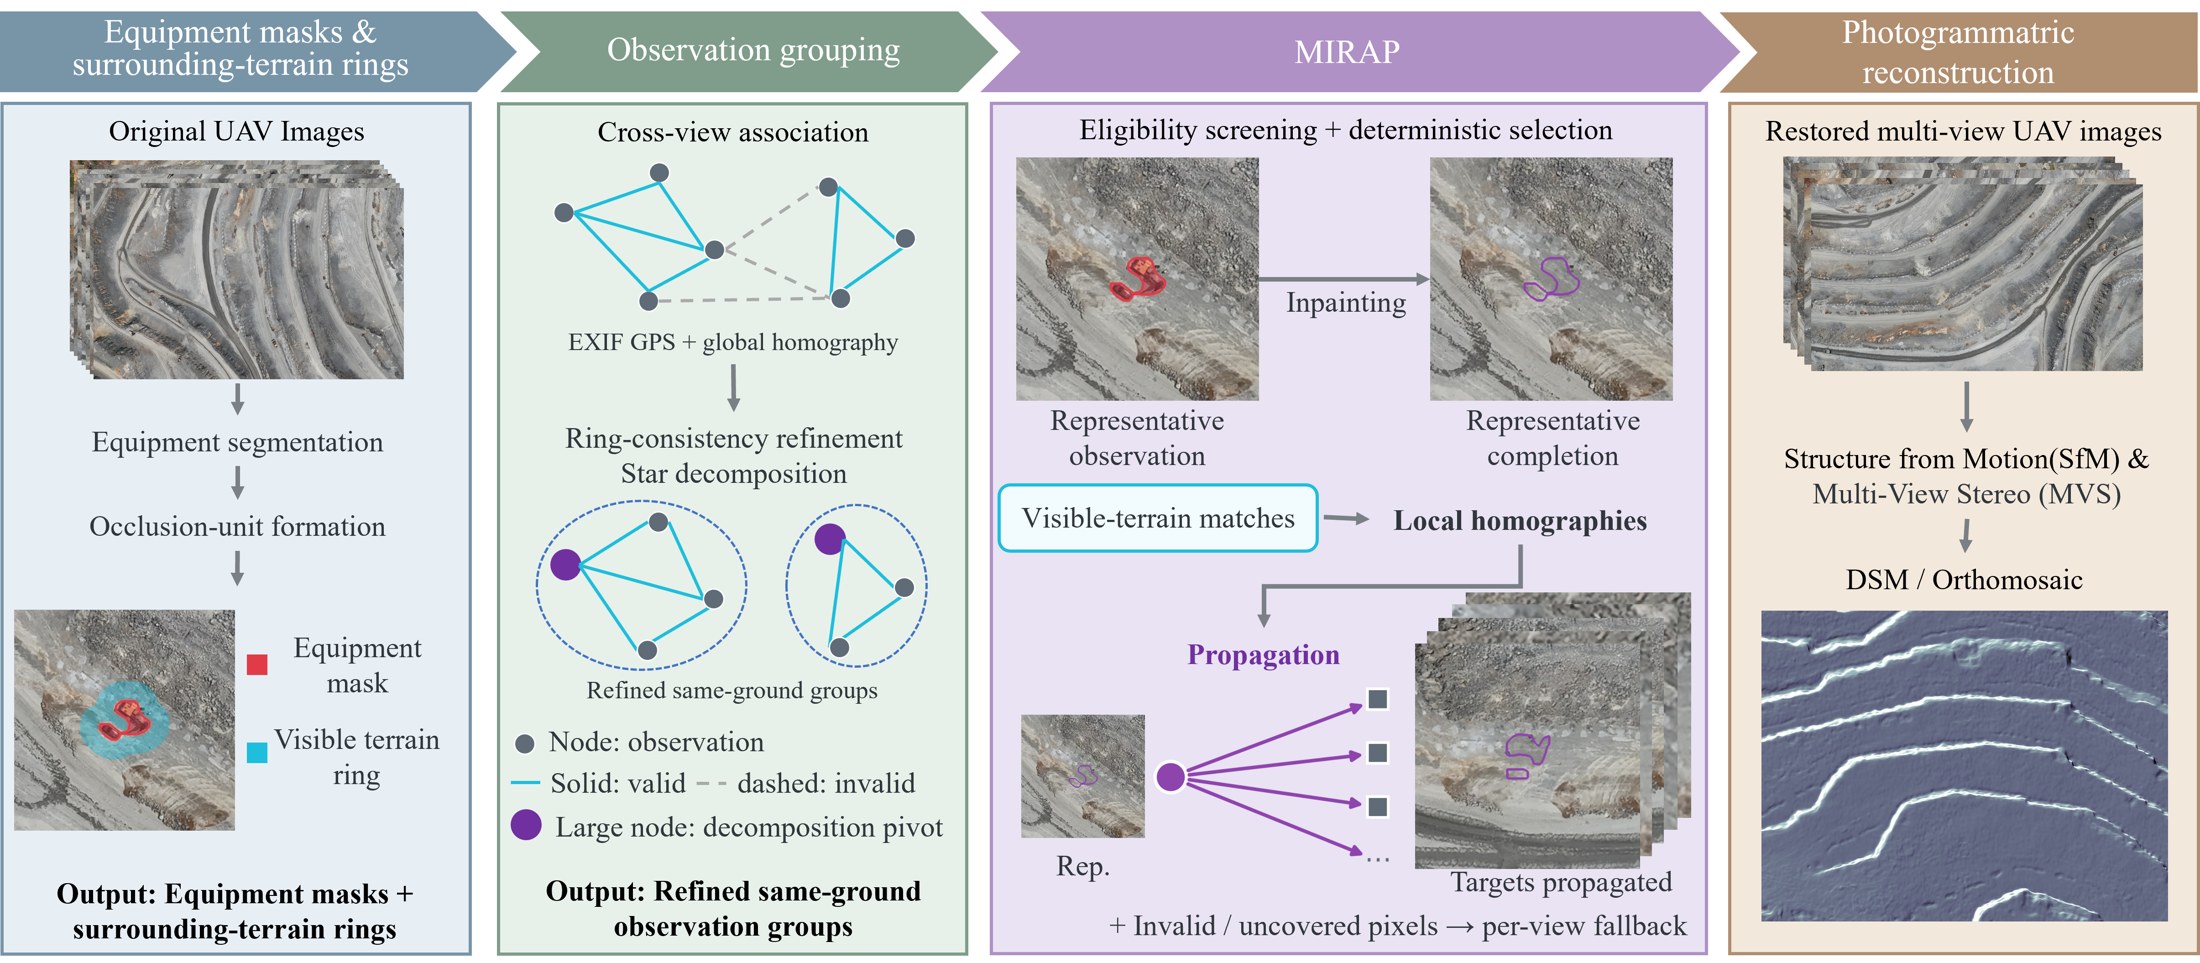 Equipment masks &
surrounding-terrain rings
Observation grouping
MIRAP
Photogrammatric
reconstruction
Original UAV Images
Equipment segmentation
Occlusion-unit formation
Equipment
mask
Visible terrain
ring
Output: Equipment masks +
surrounding-terrain rings
Cross-view association
EXIF GPS + global homography
Ring-consistency refinement
Star decomposition
Refined same-ground groups
Node: observation
Solid: valid
dashed: invalid
Large node: decomposition pivot
Output: Refined same-ground
observation groups
Eligibility screening + deterministic selection
Inpainting
Representative
observation
Representative
completion
Visible-terrain matches
Local homographies
Propagation
Rep.
...
Targets propagated
+ Invalid / uncovered pixels → per-view fallback
Restored multi-view UAV images
Structure from Motion(SfM) &
Multi-View Stereo (MVS)
DSM / Orthomosaic